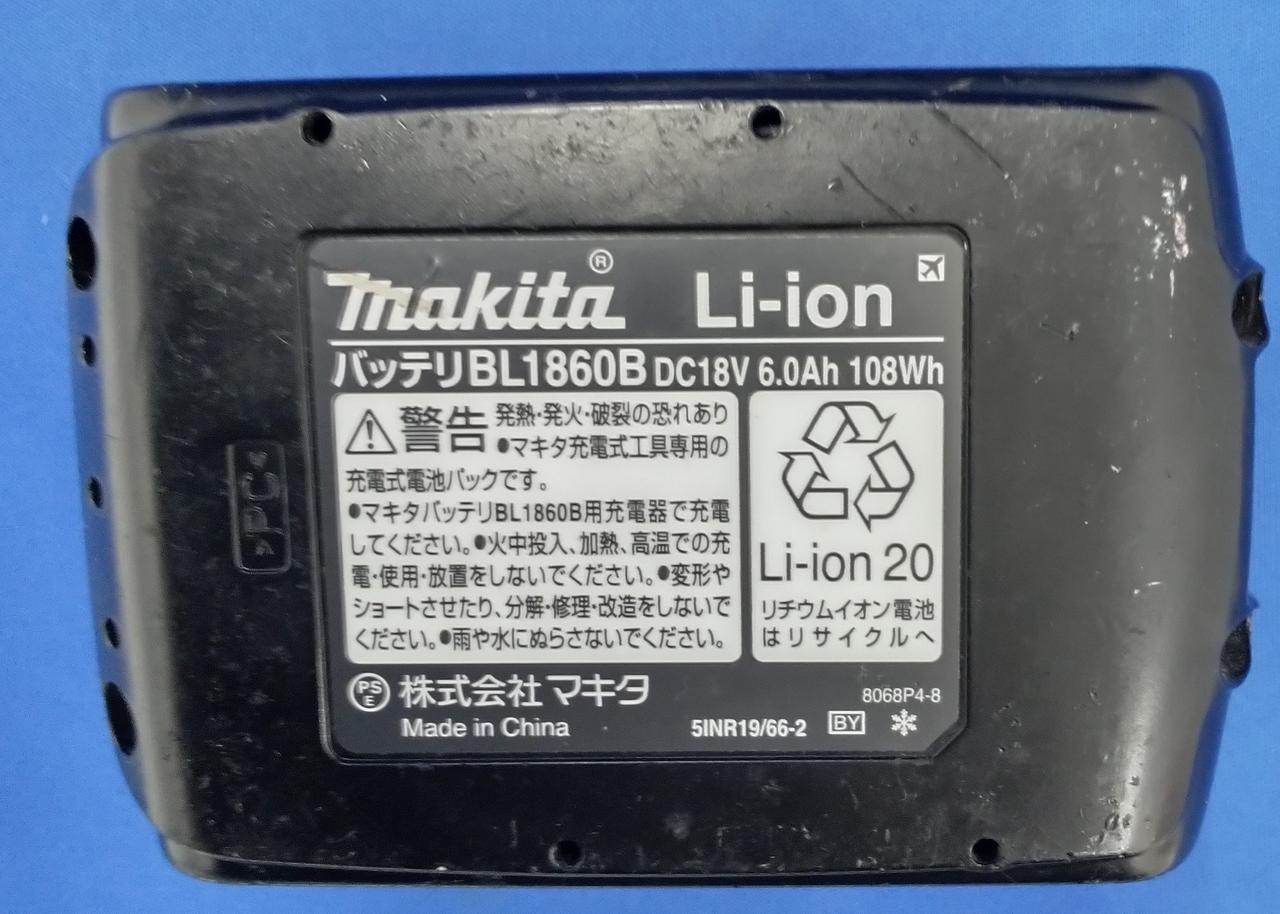 makita® Li-ion
バッテリBL1860B DC18V 6.0Ah 108Wh
警告 発熱・発火・破裂の恐れあり
●マキタ充電式工具専用の
充電式電池パックです。
●マキタバッテリBL1860B用充電器で充電
してください。●火中投入、加熱、高温での充
電・使用・放置をしないでください。●変形や
ショートさせたり、分解・修理・改造をしないで
ください。●雨や水にぬらさないでください。
Li-ion 20
リチウムイオン電池
はリサイクルへ
PS
E
株式会社マキタ
8068P4-8
Made in China
5INR19/66-2 BY
>PC<